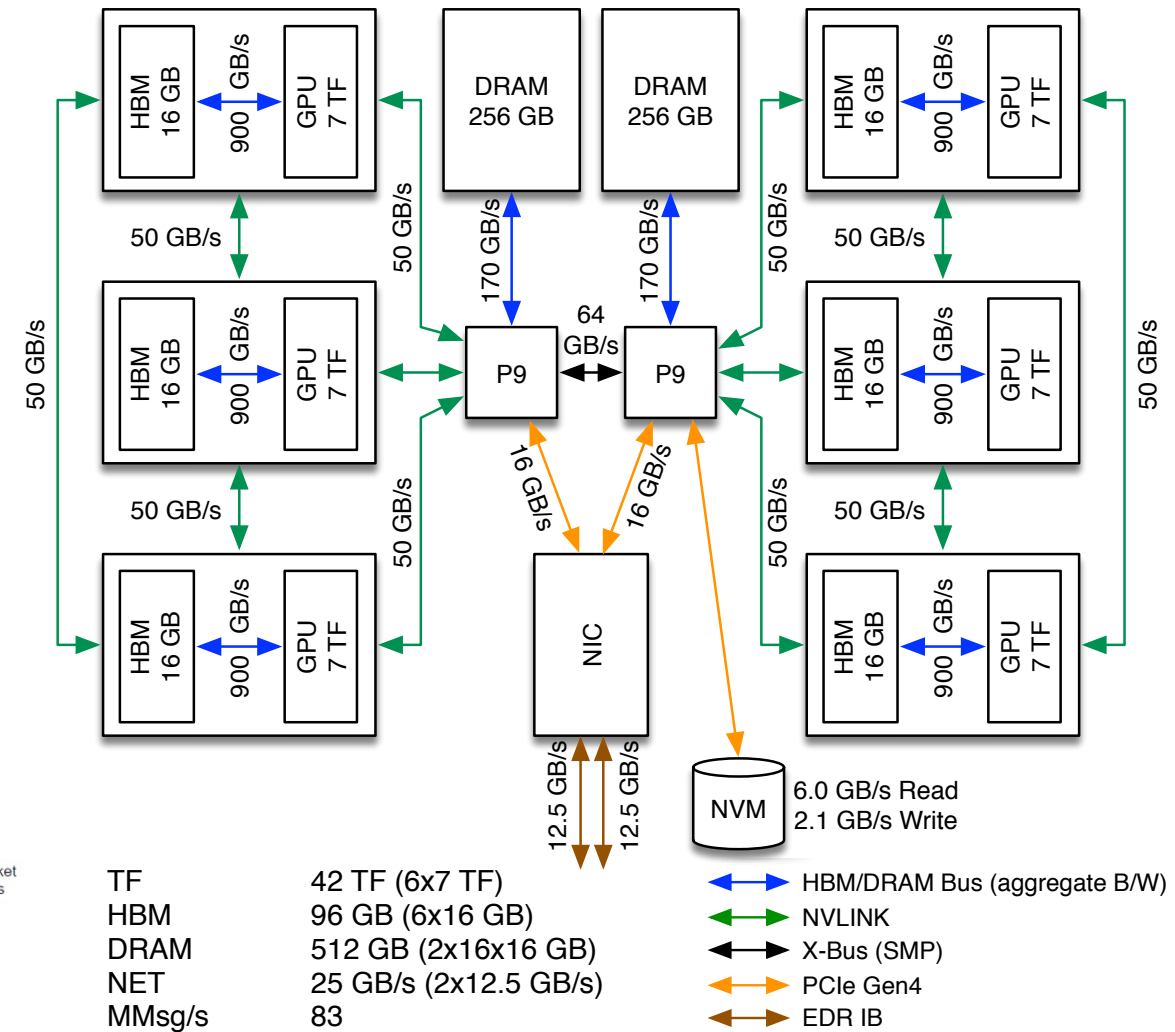 HBM
16 GB
900
GB/s
GPU
7 TF
DRAM
256 GB
DRAM
256 GB
HBM
16 GB
900
GB/s
GPU
7 TF
50 GB/s
50 GB/s
170 GB/s
170 GB/s
50 GB/s
50 GB/s
50 GB/s
HBM
16 GB
900
GB/s
GPU
7 TF
P9
64
GB/s
P9
HBM
16 GB
900
GB/s
GPU
7 TF
50 GB/s
50 GB/s
50 GB/s
16 GB/s
16 GB/s
50 GB/s
50 GB/s
HBM
16 GB
900
GB/s
GPU
7 TF
NIC
HBM
16 GB
900
GB/s
GPU
7 TF
12.5 GB/s
12.5 GB/s
NVM
6.0 GB/s Read
2.1 GB/s Write
TF 42 TF (6x7 TF)
HBM 96 GB (6x16 GB)
DRAM 512 GB (2x16x16 GB)
NET 25 GB/s (2x12.5 GB/s)
MMsg/s 83
HBM/DRAM Bus (aggregate B/W)
NVLINK
X-Bus (SMP)
PCIe Gen4
EDR IB